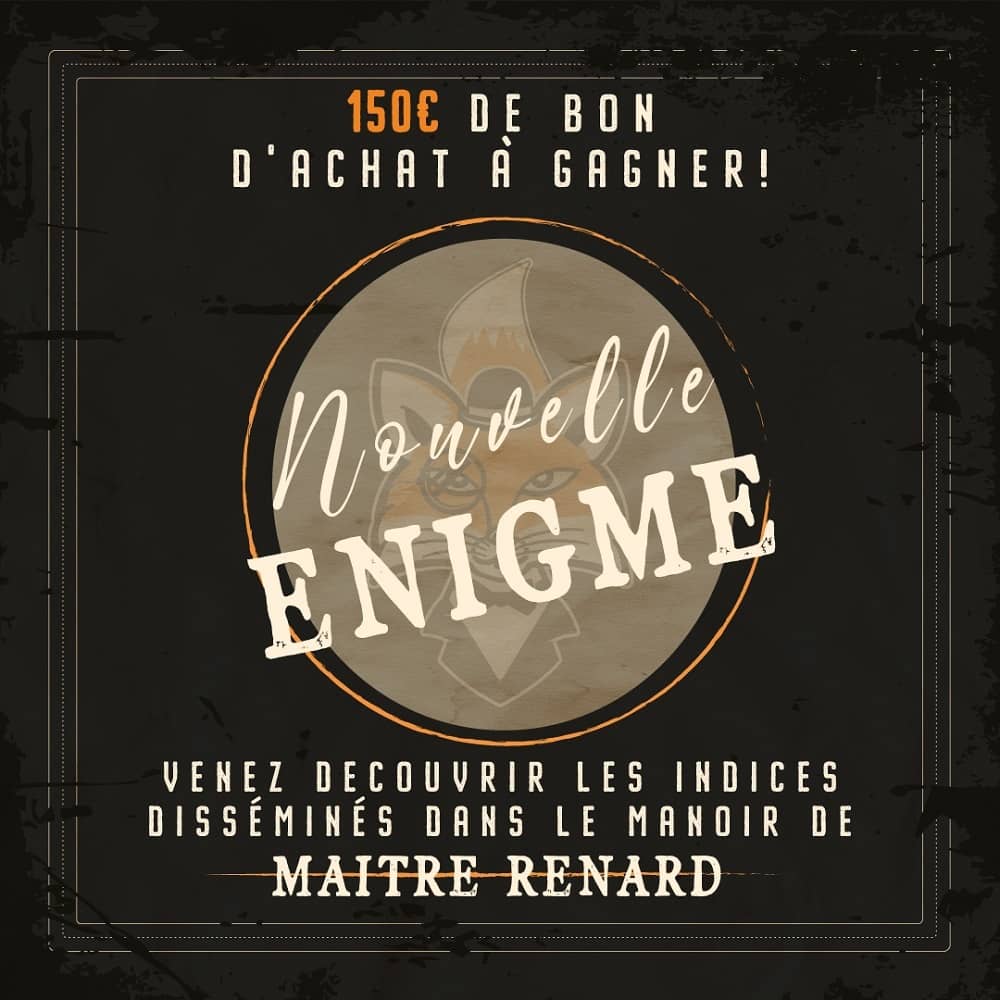 150€ DE BON
D'ACHAT À GAGNER!
Nouvelle
ENIGME
VENEZ DECOUVRIR LES INDICES
DISSÉMINÉS DANS LE MANOIR DE
MAITRE RENARD